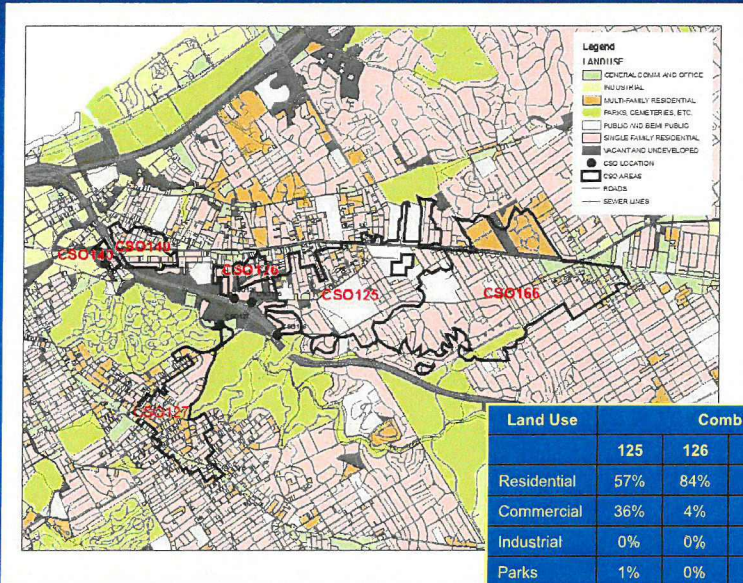 Legend
LANDUSE
GENERAL COMM AND OFFICE
INDUSTRIAL
MULTI-FAMILY RESIDENTIAL
PARKS, CEMETERIES, ETC.
PUBLIC AND SEMI PUBLIC
SINGLE FAMILY RESIDENTIAL
VACANT AND UNDEVELOPED
CSO LOCATION
CSO AREAS
ROADS
SEWER LINES
CSO140
CSO125
CSO166
CSO127
Land Use Comb
125 126
Residential 57% 84%
Commercial 36% 4%
Industrial 0% 0%
Parks 1% 0%